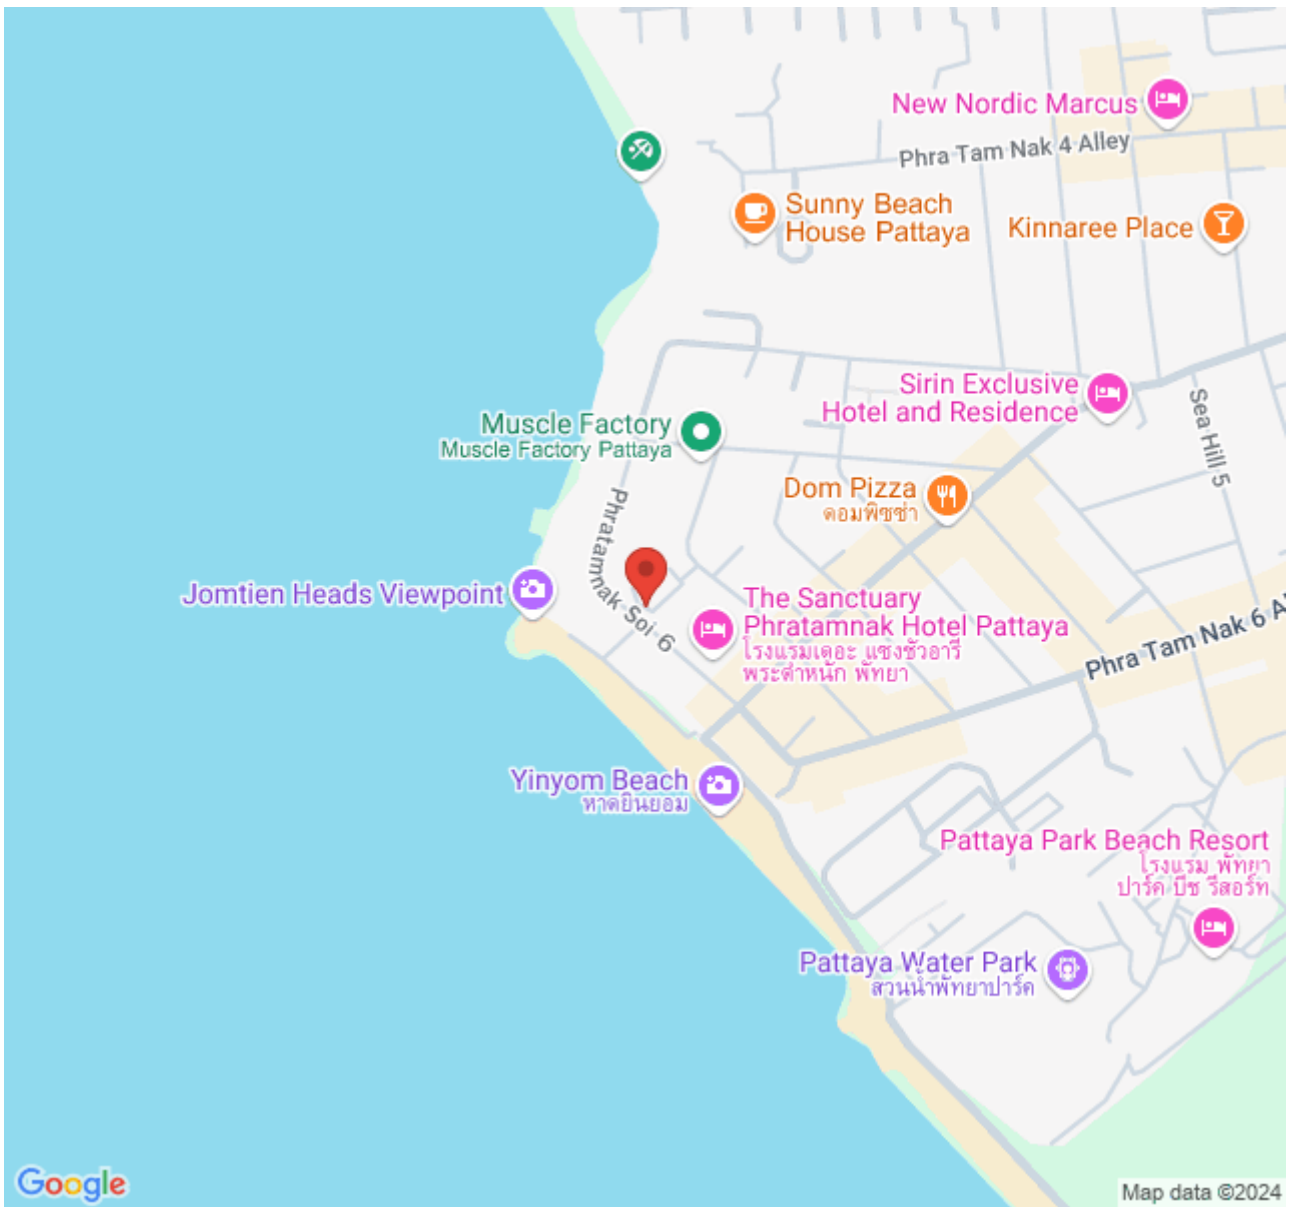 New Nordic Marcus
Phra Tam Nak 4 Alley
Sunny Beach
House Pattaya
Kinnaree Place
Sirin Exclusive
Hotel and Residence
Sea Hill 5
Muscle Factory
Muscle Factory Pattaya
Dom Pizza
ดอมพิซซ่า
Phratamnak Soi 6
Jomtien Heads Viewpoint
The Sanctuary
Phratamnak Hotel Pattaya
โรงแรมเดอะ แซงชัวอารี
พระตำหนัก พัทยา
Phra Tam Nak 6 A
Yinyom Beach
หาดยินยอม
Pattaya Park Beach Resort
โรงแรม พัทยา
ปาร์ค บีช รีสอร์ท
Pattaya Water Park
สวนน้ำพัทยาปาร์ค
Google
Map data ©2024